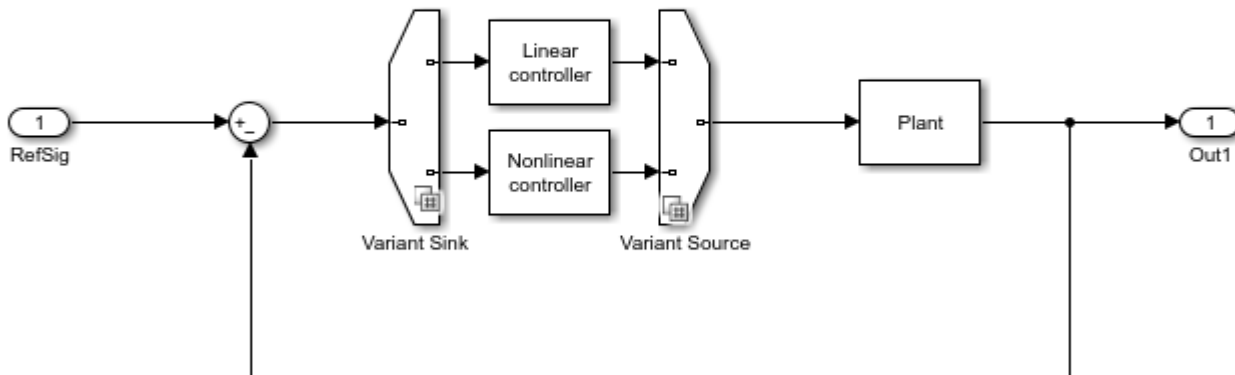 Linear
controller
1
RefSig
+
−
Plant
1
Out1
Nonlinear
controller
Variant Sink
Variant Source